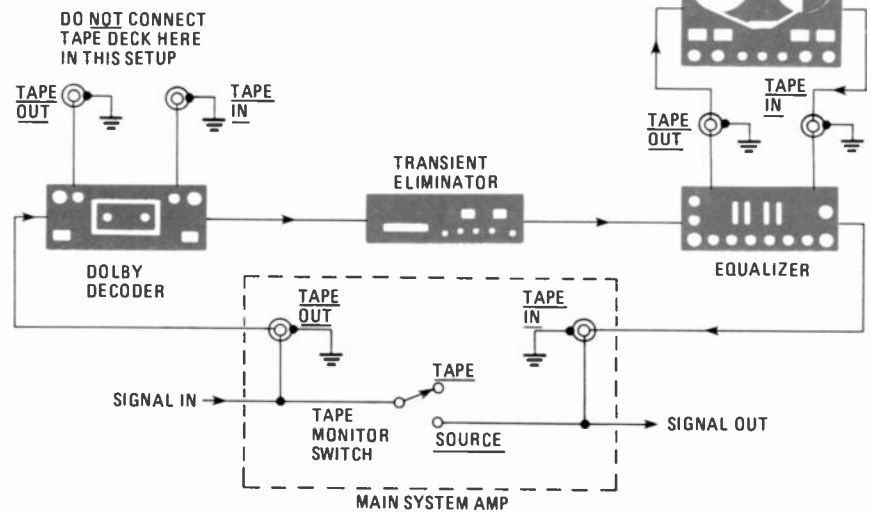 DO NOT CONNECT
TAPE DECK HERE
IN THIS SETUP
TAPE
OUT
TAPE
IN
TAPE
OUT
TAPE
IN
TRANSIENT
ELIMINATOR
DOLBY
DECODER
EQUALIZER
TAPE
OUT
TAPE
IN
SIGNAL IN
TAPE
TAPE
MONITOR
SWITCH
SOURCE
SIGNAL OUT
MAIN SYSTEM AMP